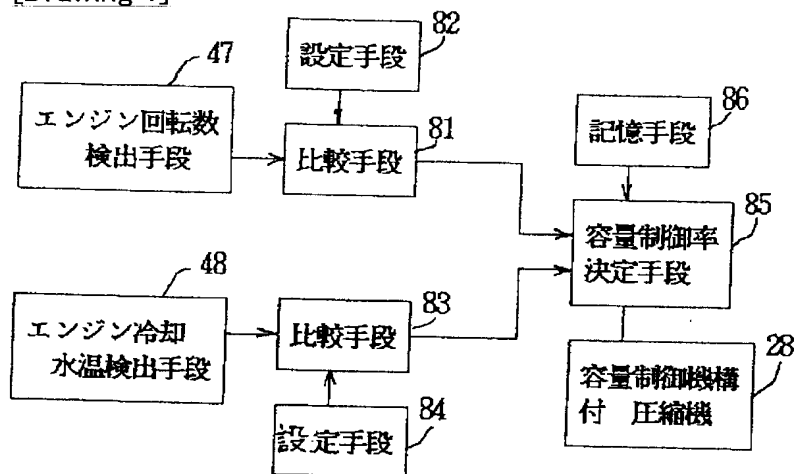 47
エンジン回転数
検出手段
82
設定手段
81
比較手段
86
記憶手段
85
容量制御率
決定手段
48
エンジン冷却
水温検出手段
83
比較手段
84
設定手段
28
容量制御機構
付 圧縮機